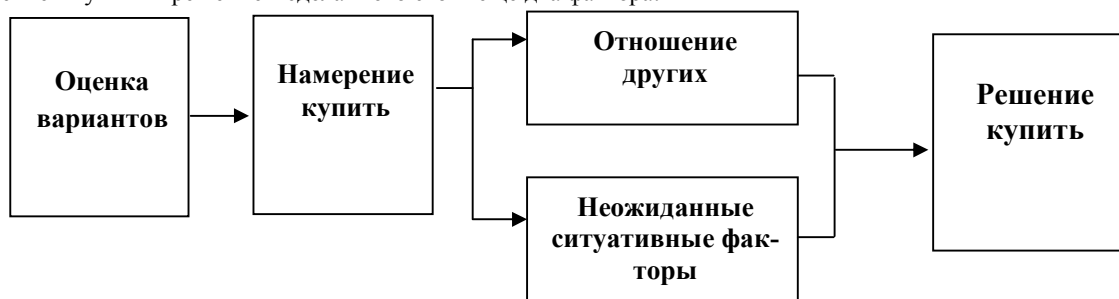 Оценка
вариантов
Намерение
купить
Отношение
других
Неожиданные
ситуативные фак-
торы
Решение
купить